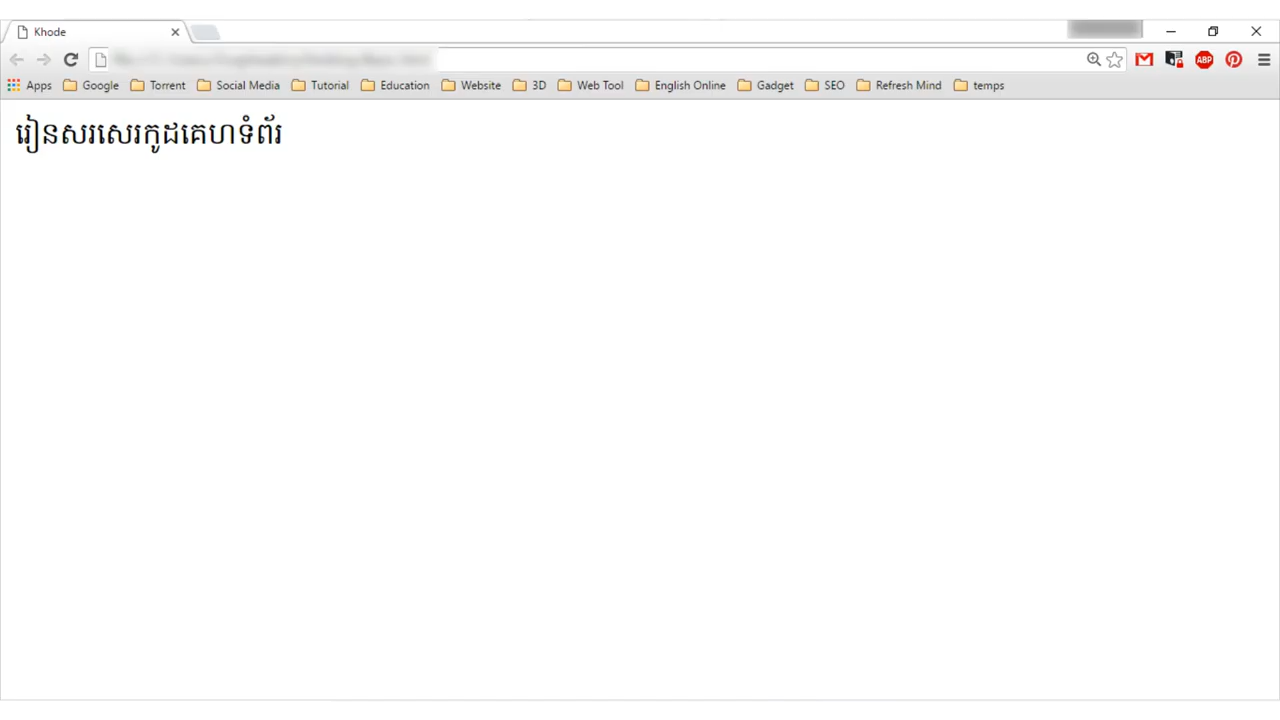 Khode
ABP
Apps Google Torrent Social Media Tutorial Education Website 3D Web Tool English Online Gadget SEO Refresh Mind temps
រៀនសរសេរកូដគេហទំព័រ